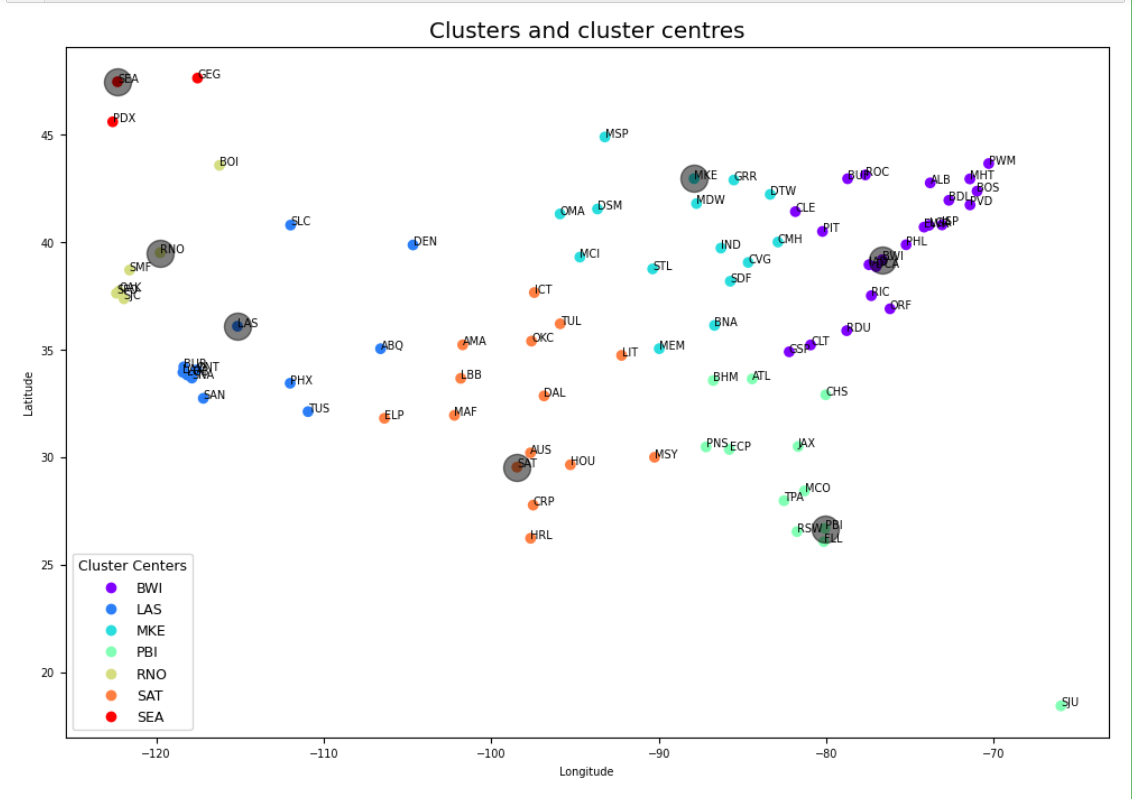 Clusters and cluster centres
SEA
GEG
PDX
MSP
BOI
PWM
MKE
GRR
BUF
ROC
ALB
MHT
DTW
BOS
BDL
PVD
MDW
CLE
DSM
OMA
SLC
ISP
PIT
DEN
IND
CMH
PHL
RNO
MCI
CVG
BWI
DCA
SMF
STL
SDF
OAK
SJC
ICT
RIC
ORF
LAS
TUL
BNA
RDU
OKC
AMA
CLT
ABQ
MEM
GSP
LIT
BUR
ONT
SNA
LBB
BHM
ATL
PHX
SAN
DAL
CHS
TUS
ELP
MAF
AUS
PNS
ECP
JAX
SAT
HOU
MSY
CRP
MCO
TPA
HRL
RSW
PBI
FLL
SJU
45
40
35
30
25
20
Latitude
Cluster Centers
BWI
LAS
MKE
PBI
RNO
SAT
SEA
−120
−110
−100
−90
−80
−70
Longitude